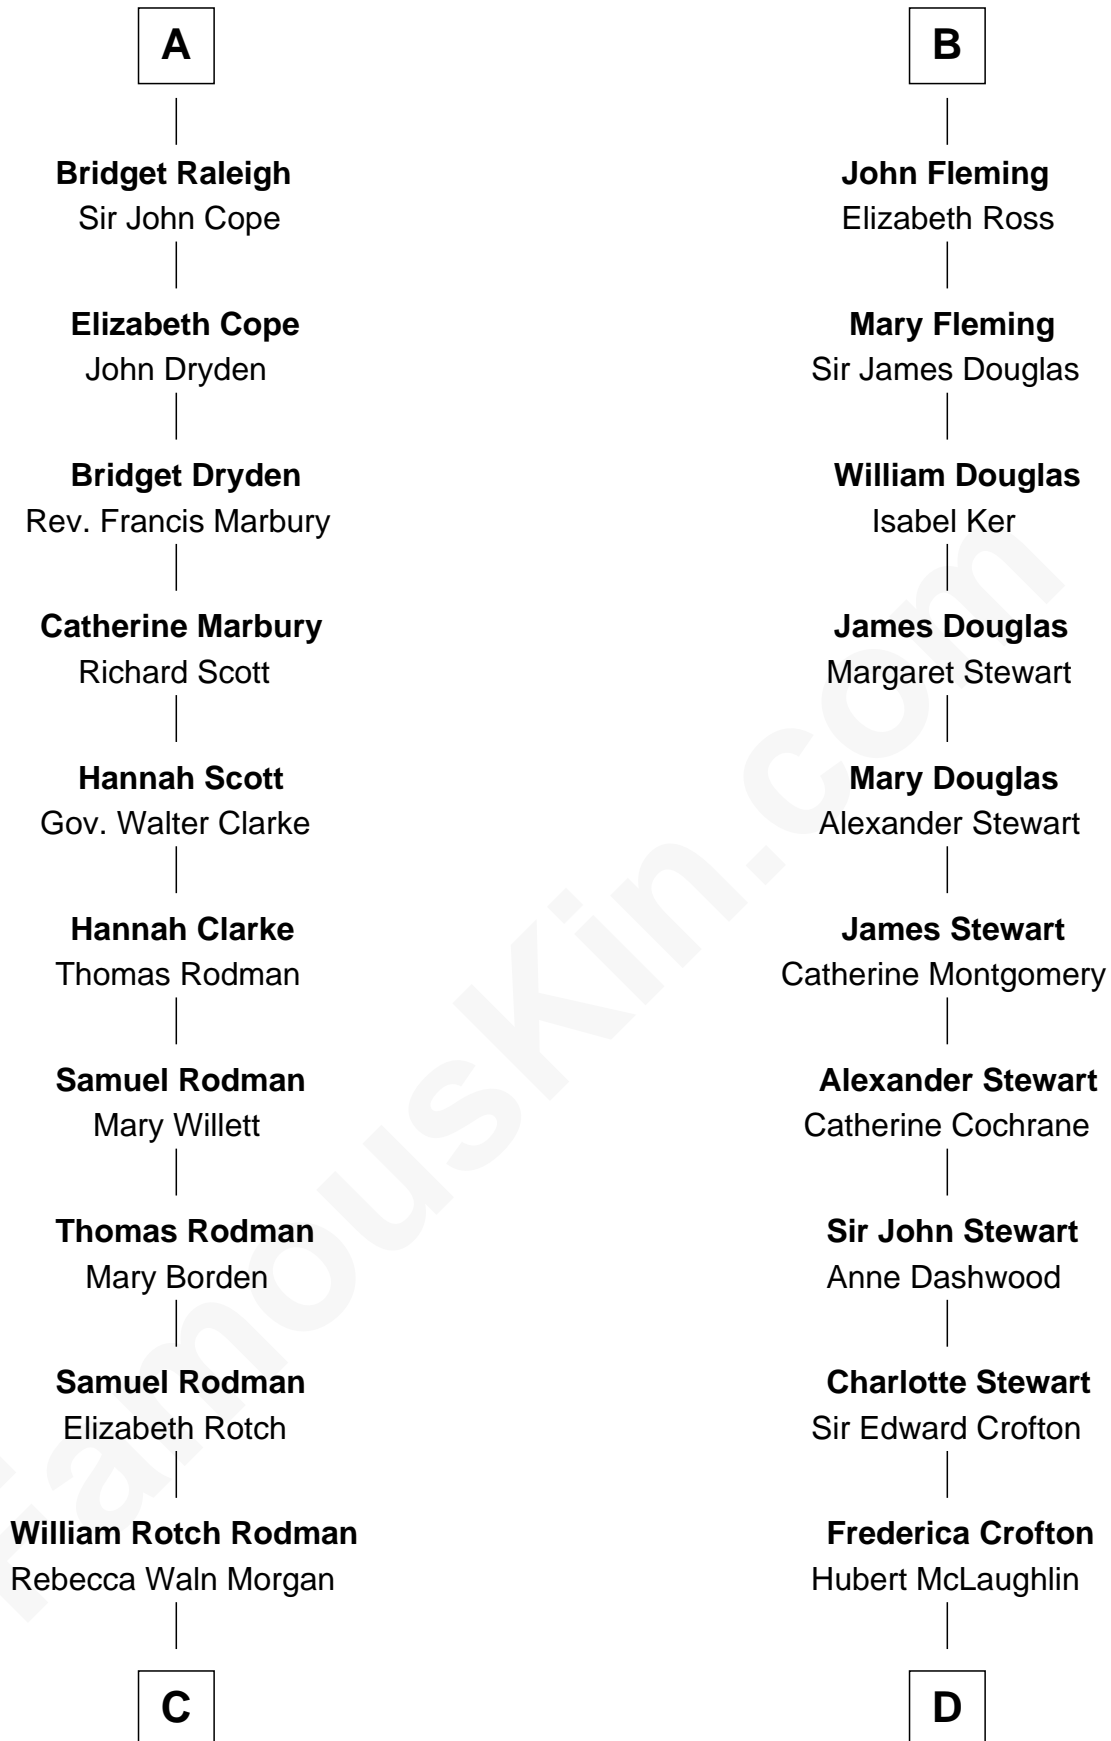 A
Bridget Raleigh
Sir John Cope
Elizabeth Cope
John Dryden
Bridget Dryden
Rev. Francis Marbury
Catherine Marbury
Richard Scott
Hannah Scott
Gov. Walter Clarke
Hannah Clarke
Thomas Rodman
Samuel Rodman
Mary Willett
Thomas Rodman
Mary Borden
Samuel Rodman
Elizabeth Rotch
William Rotch Rodman
Rebecca Waln Morgan
C
B
John Fleming
Elizabeth Ross
Mary Fleming
Sir James Douglas
William Douglas
Isabel Ker
James Douglas
Margaret Stewart
Mary Douglas
Alexander Stewart
James Stewart
Catherine Montgomery
Alexander Stewart
Catherine Cochrane
Sir John Stewart
Anne Dashwood
Charlotte Stewart
Sir Edward Crofton
Frederica Crofton
Hubert McLaughlin
D
FamousKin.com